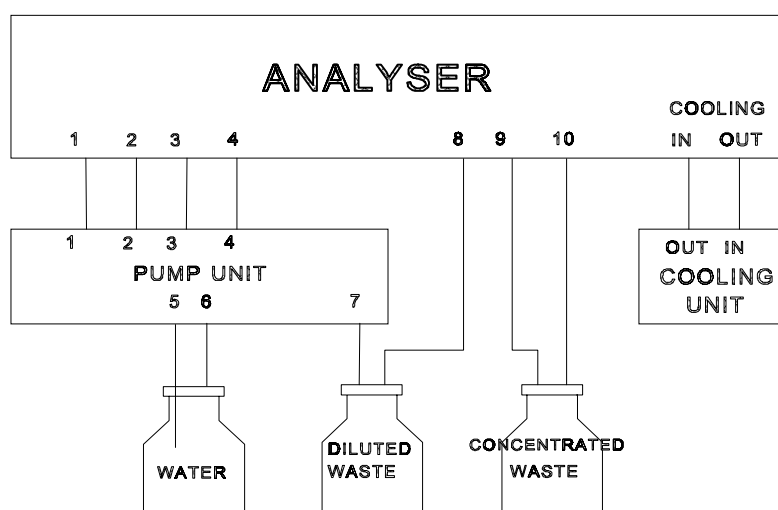 ANALYSER
COOLING
1 2 3 4 8 9 10 IN OUT
1 2 3 4
OUT IN
PUMP UNIT
COOLING
5 6 7
UNIT
DILUTED
WASTE
CONCENTRATED
WASTE
WATER